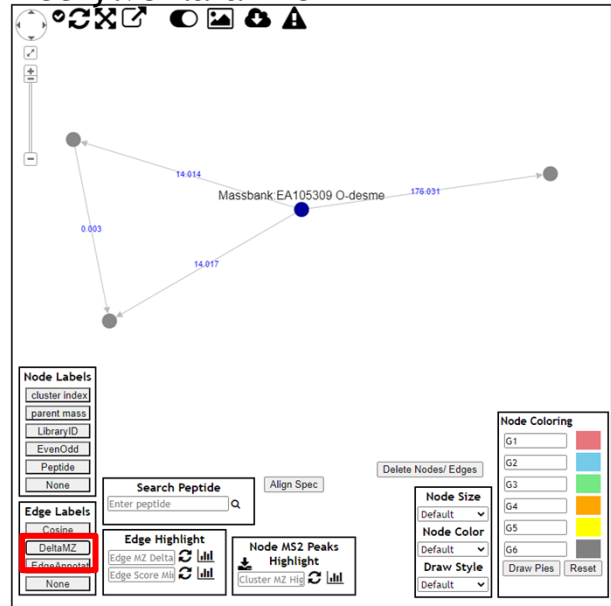 14.014
Massbank:EA105309 O-desme
176.031
0.003
14.017
Node Labels
cluster index
parent mass
LibraryID
EvenOdd
Peptide
None
Edge Labels
Cosine
DeltaMZ
EdgeAnnotat
None
Search Peptide
Enter peptide
Align Spec
Edge Highlight
Edge MZ Delta
Edge Score Mi
Node MS2 Peaks
Highlight
Cluster MZ Hig
Delete Nodes/ Edges
Node Size
Default
Node Color
Default
Draw Style
Default
Node Coloring
G1
G2
G3
G4
G5
G6
Draw Pies
Reset